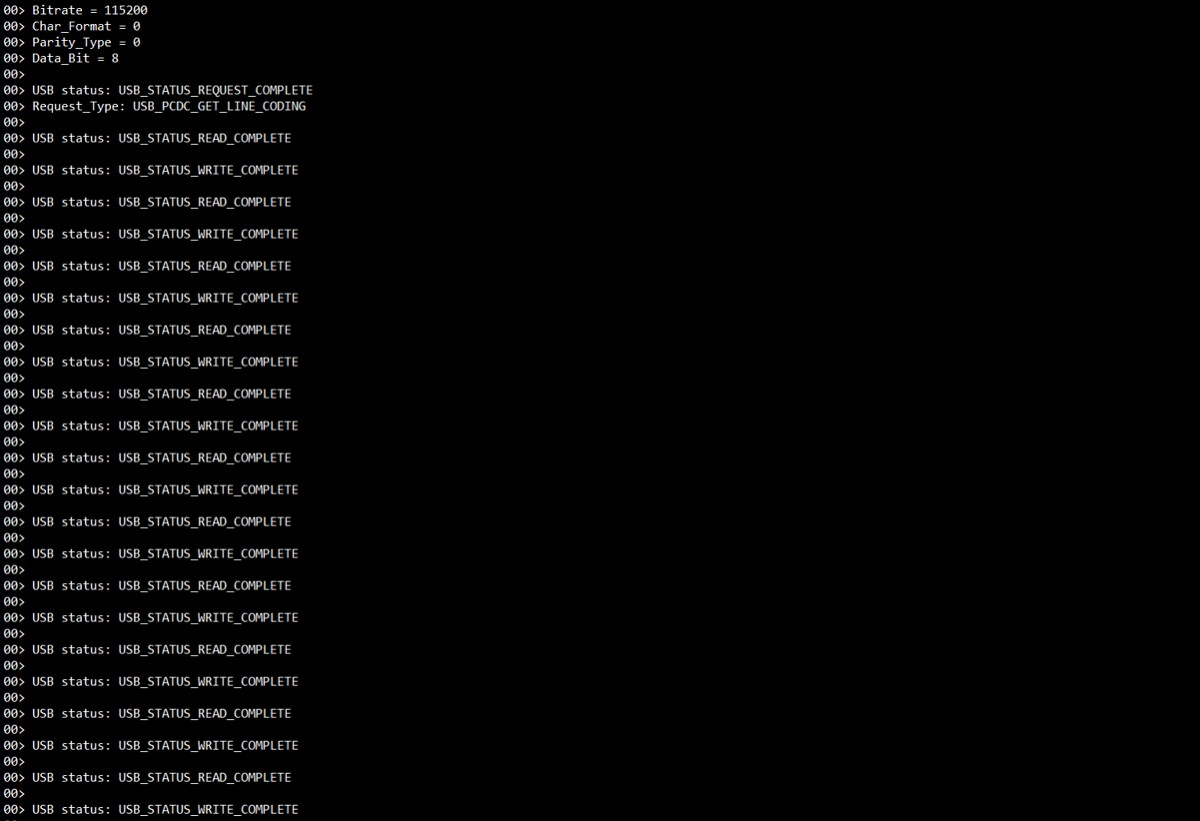 00> Bitrate = 115200
00> Char_Format = 0
00> Parity_Type = 0
00> Data_Bit = 8
00>
00> USB status: USB_STATUS_REQUEST_COMPLETE
00> Request_Type: USB_PCDC_GET_LINE_CODING
00>
00> USB status: USB_STATUS_READ_COMPLETE
00>
00> USB status: USB_STATUS_WRITE_COMPLETE
00>
00> USB status: USB_STATUS_READ_COMPLETE
00>
00> USB status: USB_STATUS_WRITE_COMPLETE
00>
00> USB status: USB_STATUS_READ_COMPLETE
00>
00> USB status: USB_STATUS_WRITE_COMPLETE
00>
00> USB status: USB_STATUS_READ_COMPLETE
00>
00> USB status: USB_STATUS_WRITE_COMPLETE
00>
00> USB status: USB_STATUS_READ_COMPLETE
00>
00> USB status: USB_STATUS_WRITE_COMPLETE
00>
00> USB status: USB_STATUS_READ_COMPLETE
00>
00> USB status: USB_STATUS_WRITE_COMPLETE
00>
00> USB status: USB_STATUS_READ_COMPLETE
00>
00> USB status: USB_STATUS_WRITE_COMPLETE
00>
00> USB status: USB_STATUS_READ_COMPLETE
00>
00> USB status: USB_STATUS_WRITE_COMPLETE
00>
00> USB status: USB_STATUS_READ_COMPLETE
00>
00> USB status: USB_STATUS_WRITE_COMPLETE
00>
00> USB status: USB_STATUS_READ_COMPLETE
00>
00> USB status: USB_STATUS_WRITE_COMPLETE
00>
00> USB status: USB_STATUS_READ_COMPLETE
00>
00> USB status: USB_STATUS_WRITE_COMPLETE